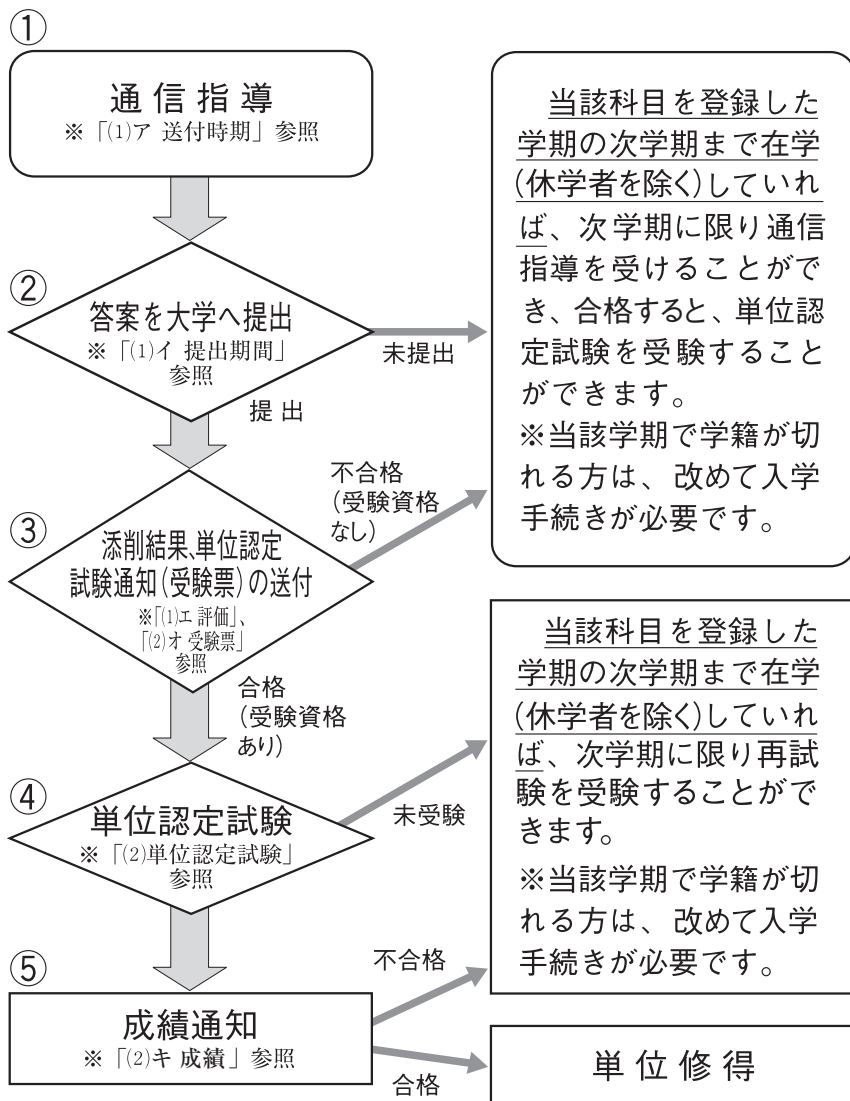 ①
通信指導
※「(1)ア 送付時期」参照
②
答案を大学へ提出
※「(1)イ 提出期間」
参照
未提出
提出
③
添削結果、単位認定
試験通知(受験票)の送付
※「(1)エ 評価」、
「(2)オ 受験票」
参照
不合格
(受験資格
なし)
合格
(受験資格
あり)
④
単位認定試験
※「(2)単位認定試験」
参照
未受験
⑤
成績通知
※「(2)キ 成績」参照
不合格
合格
当該科目を登録した
学期の次学期まで在学
(休学者を除く)していれ
ば、次学期に限り通信
指導を受けることがで
き、合格すると、単位認
定試験を受験すること
ができます。
※当該学期で学籍が切
れる方は、改めて入学
手続きが必要です。
当該科目を登録した
学期の次学期まで在学
(休学者を除く)していれ
ば、次学期に限り再試
験を受験することがで
きます。
※当該学期で学籍が切
れる方は、改めて入学
手続きが必要です。
単位修得